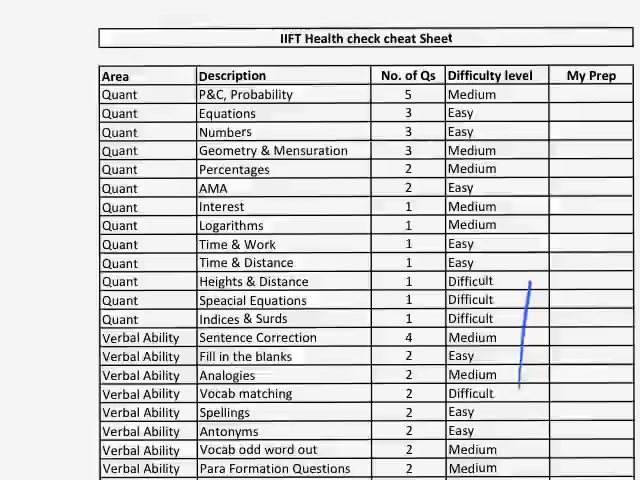 IIFT Health check cheat Sheet
Area Description No. of Qs Difficulty level My Prep
Quant P&C, Probability 5 Medium
Quant Equations 3 Easy
Quant Numbers 3 Easy
Quant Geometry & Mensuration 3 Medium
Quant Percentages 2 Medium
Quant AMA 2 Easy
Quant Interest 1 Medium
Quant Logarithms 1 Medium
Quant Time & Work 1 Easy
Quant Time & Distance 1 Easy
Quant Heights & Distance 1 Difficult
Quant Speacial Equations 1 Difficult
Quant Indices & Surds 1 Difficult
Verbal Ability Sentence Correction 4 Medium
Verbal Ability Fill in the blanks 2 Easy
Verbal Ability Analogies 2 Medium
Verbal Ability Vocab matching 2 Difficult
Verbal Ability Spellings 2 Easy
Verbal Ability Antonyms 2 Easy
Verbal Ability Vocab odd word out 2 Medium
Verbal Ability Para Formation Questions 2 Medium